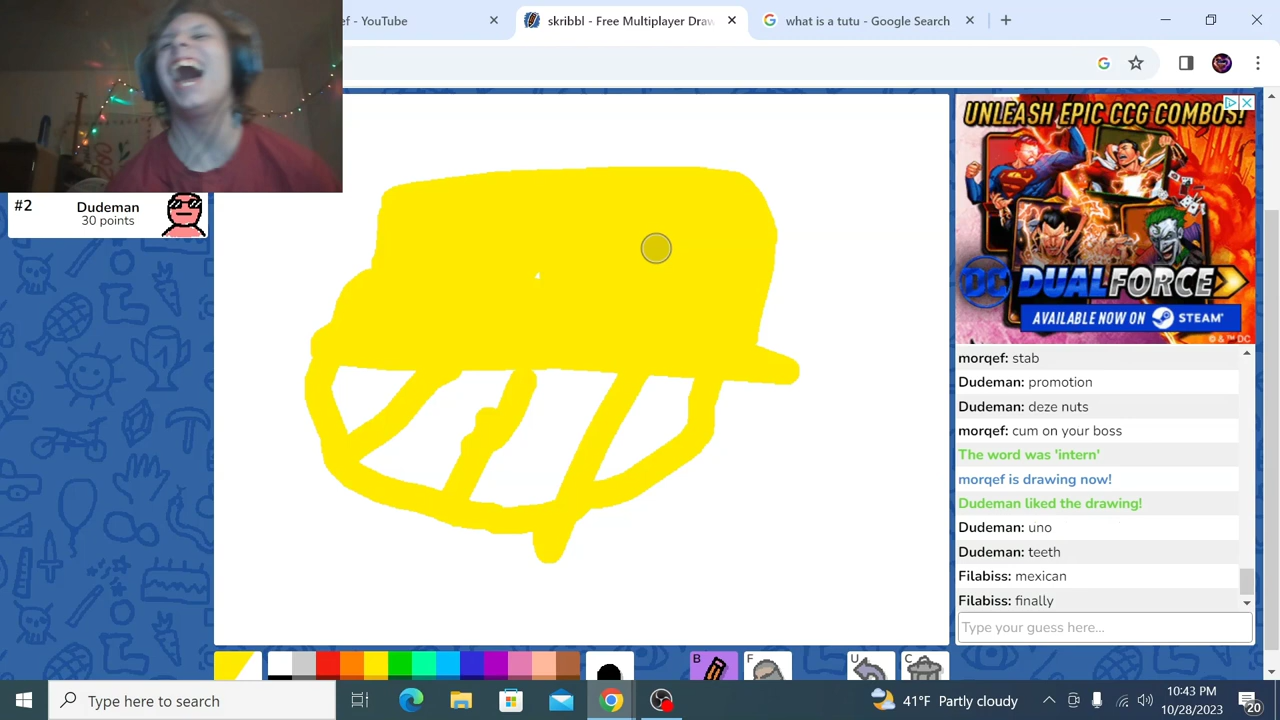 ef - YouTube
skribbl - Free Multiplayer Draw
what is a tutu - Google Search
#2
Dudeman
30 points
UNLEASH EPIC CCG COMBOS!
DC DUAL FORCE
AVAILABLE NOW ON STEAM
© & ™ DC
morqef: stab
Dudeman: promotion
Dudeman: deze nuts
morqef: cum on your boss
The word was 'intern'
morqef is drawing now!
Dudeman liked the drawing!
Dudeman: uno
Dudeman: teeth
Filabiss: mexican
Filabiss: finally
Type your guess here...
B
F
U
C
Type here to search
41°F Partly cloudy
10:43 PM
10/28/2023
20